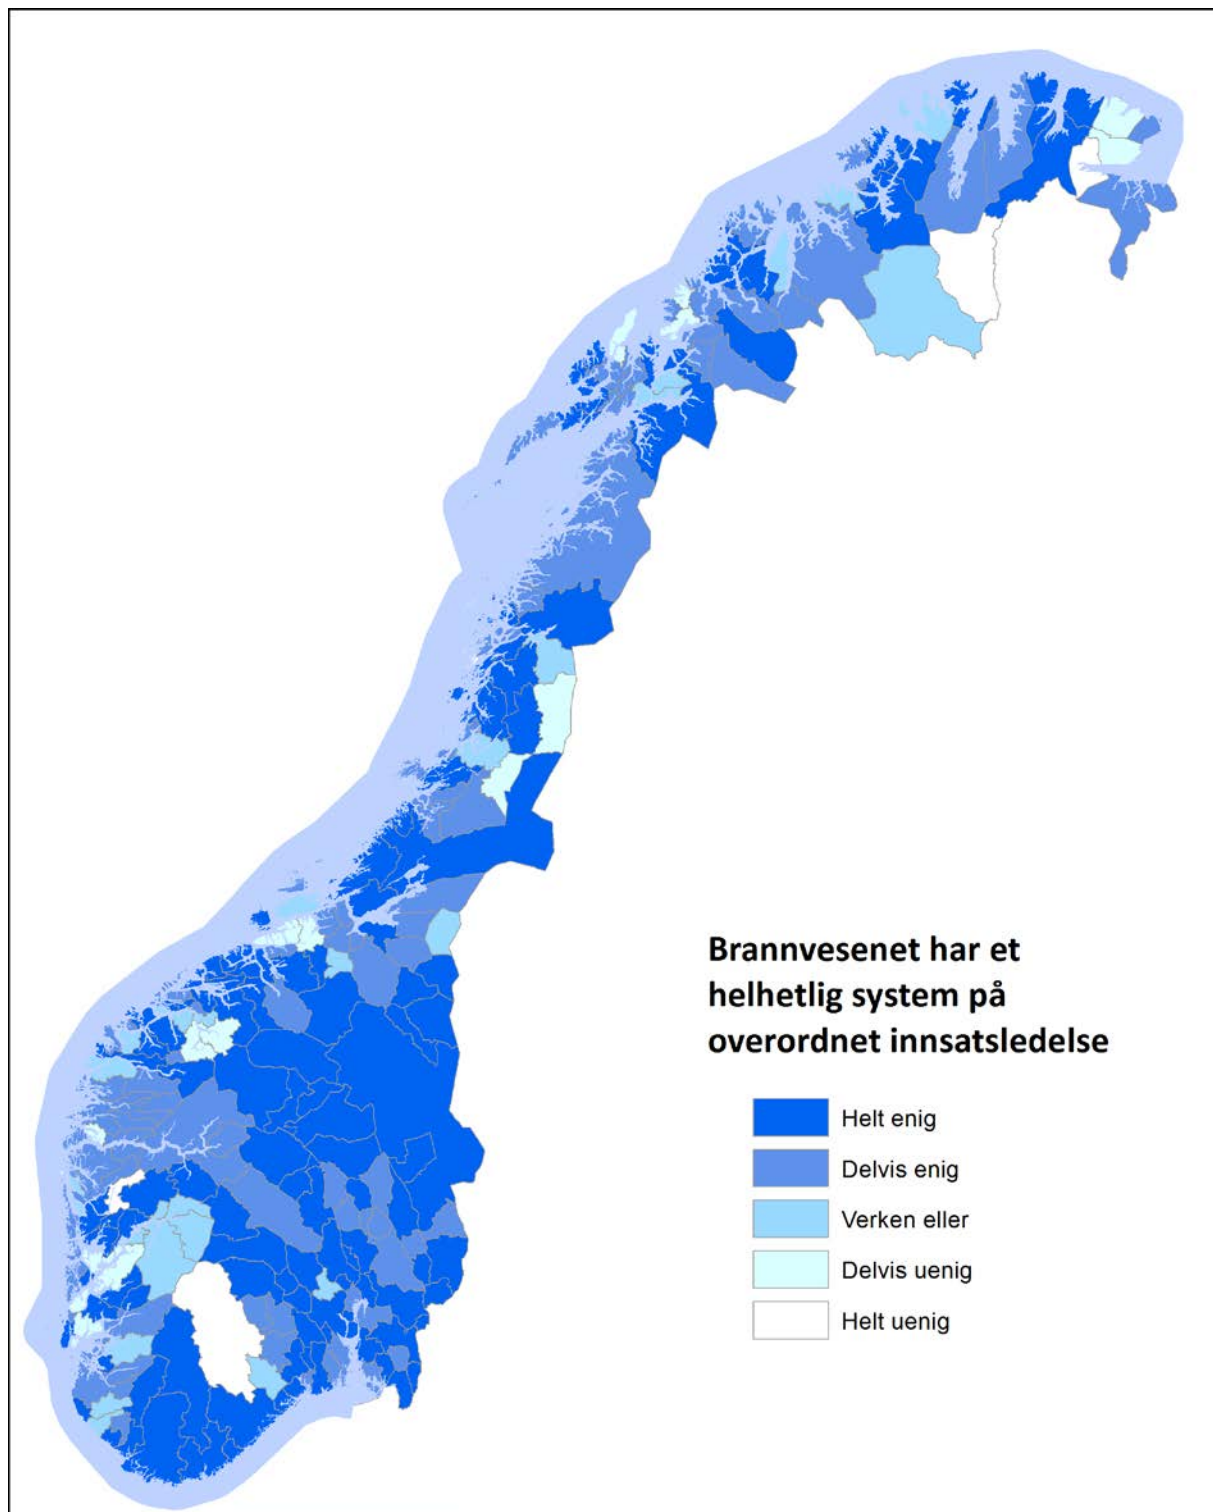 Brannvesenet har et
helhetlig system på
overordnet innsatsledelse
Helt enig
Delvis enig
Verken eller
Delvis uenig
Helt uenig